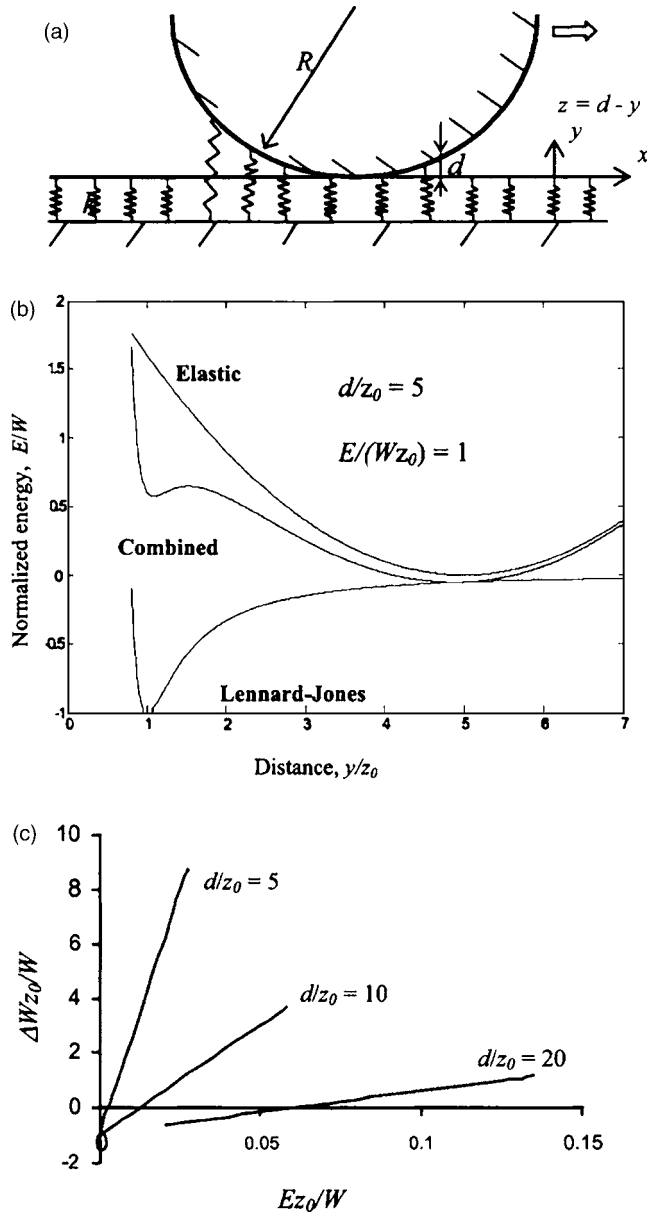 (a)
R
z = d - y
y
d
x
(b)
2
1.5
1
0.5
0
0.5
-1
0 1 2 3 4 5 6 7
Normalized energy, E/W
Elastic
d/z₀ = 5
E/(Wz₀) = 1
Combined
Lennard-Jones
Distance, y/z₀
(c)
10
8
6
4
2
0
-2
ΔWz₀/W
d/z₀ = 5
d/z₀ = 10
d/z₀ = 20
0 0.05 0.1 0.15
Ez₀/W